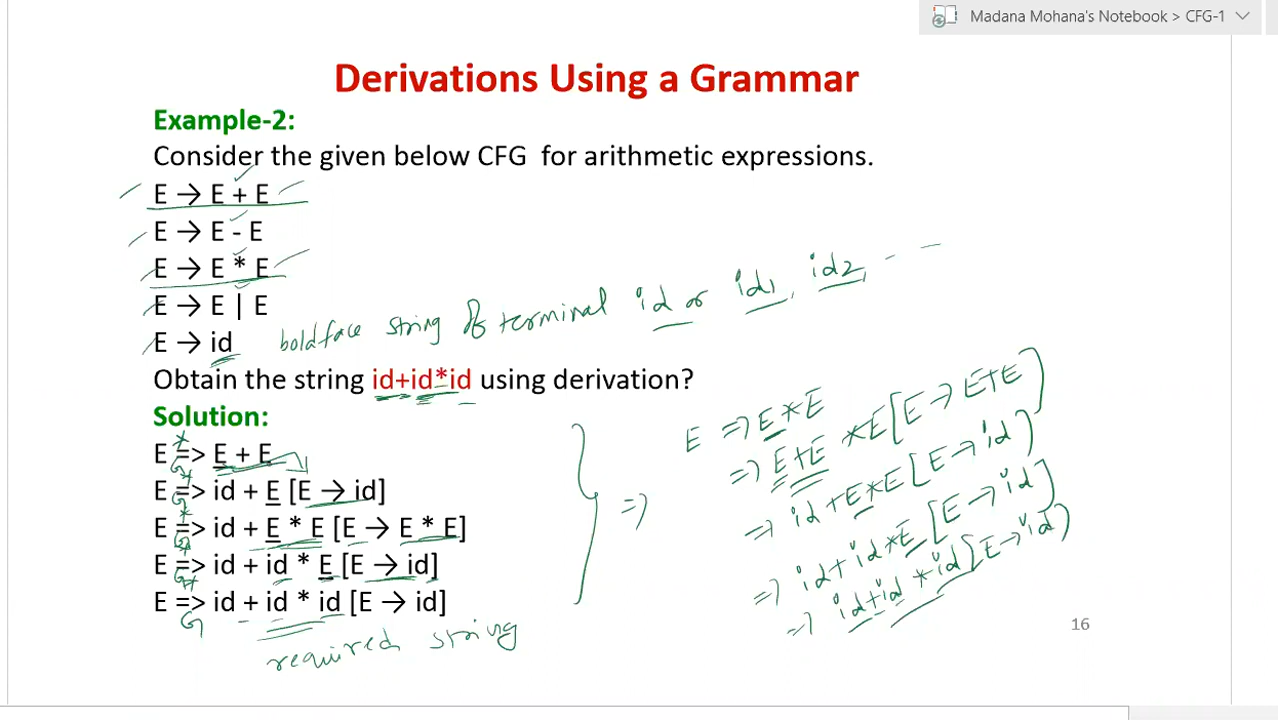 Madana Mohana's Notebook > CFG-1
Derivations Using a Grammar
Example-2:
Consider the given below CFG for arithmetic expressions.
E → E + E
E → E - E
E → E * E
E → E | E
E → id
boldface string of terminal id or id1, id2, - -
Obtain the string id+id*id using derivation?
Solution:
E => E + E
E => id + E [E → id]
E => id + E * E [E → E * E]
E => id + id * E [E → id]
E => id + id * id [E → id]
required string
=>
E => E * E
=> E+E *E [E → E+E]
=> id + E*E [E → id]
=> id+id*E [E → id]
=> id+id *id [E → id)
16